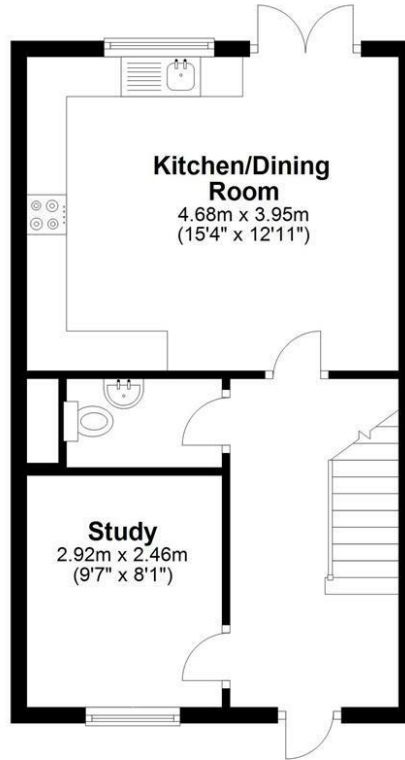 Kitchen/Dining
Room
4.68m x 3.95m
(15'4" x 12'11")
Study
2.92m x 2.46m
(9'7" x 8'1")